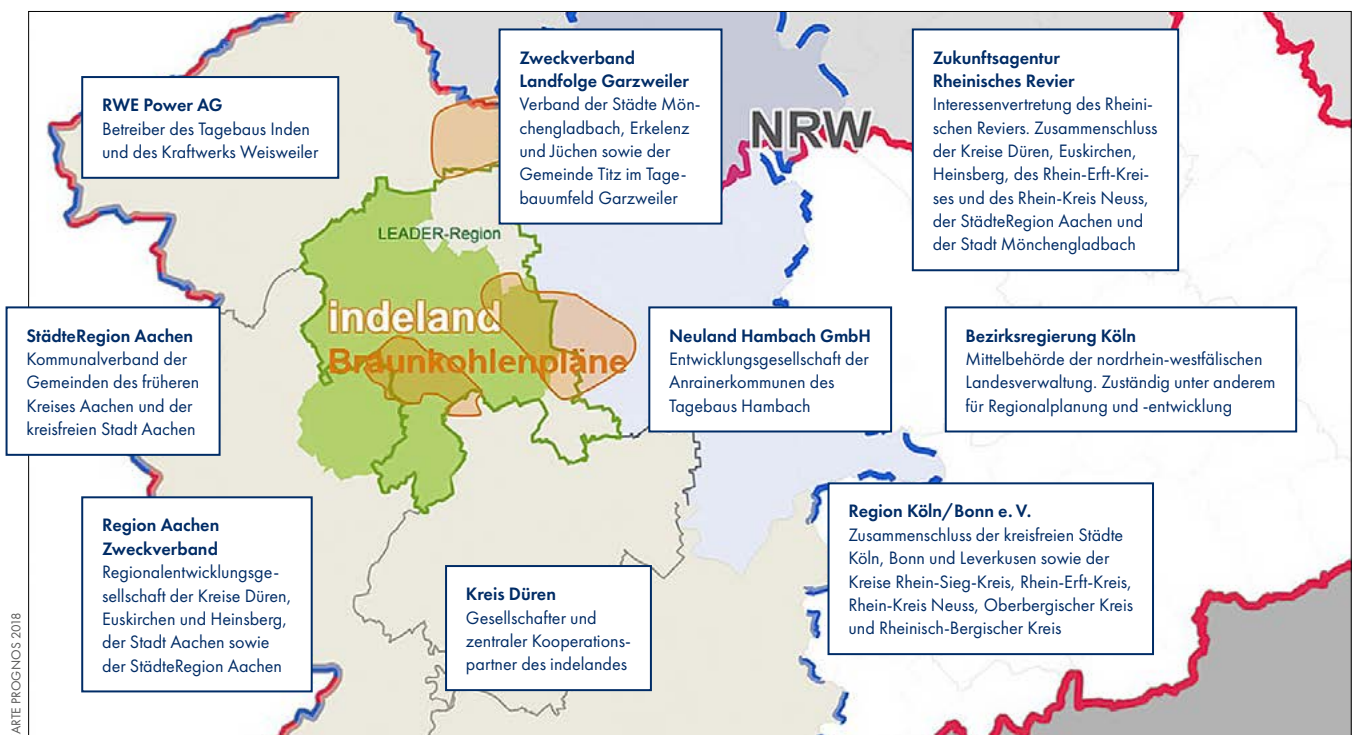 RWE Power AG
Betreiber des Tagebaus Inden
und des Kraftwerks Weisweiler
Zweckverband
Landfolge Garzweiler
Verband der Städte Mön-
chengladbach, Erkelenz
und Jüchen sowie der
Gemeinde Titz im Tage-
bauumfeld Garzweiler
NRW
Zukunftsagentur
Rheinisches Revier
Interessenvertretung des Rheini-
schen Reviers. Zusammenschluss
der Kreise Düren, Euskirchen,
Heinsberg, des Rhein-Erft-Krei-
ses und des Rhein-Kreis Neuss,
der StädteRegion Aachen und
der Stadt Mönchengladbach
LEADER-Region
indeland
Braunkohlenpläne
StädteRegion Aachen
Kommunalverband der
Gemeinden des früheren
Kreises Aachen und der
kreisfreien Stadt Aachen
Neuland Hambach GmbH
Entwicklungsgesellschaft der
Anrainerkommunen des
Tagebaus Hambach
Bezirksregierung Köln
Mittelbehörde der nordrhein-westfälischen
Landesverwaltung. Zuständig unter anderem
für Regionalplanung und -entwicklung
Region Aachen
Zweckverband
Regionalentwicklungsge-
sellschaft der Kreise Düren,
Euskirchen und Heinsberg,
der Stadt Aachen sowie
der StädteRegion Aachen
Kreis Düren
Gesellschafter und
zentraler Kooperations-
partner des indelandes
Region Köln/Bonn e. V.
Zusammenschluss der kreisfreien Städte
Köln, Bonn und Leverkusen sowie der
Kreise Rhein-Sieg-Kreis, Rhein-Erft-Kreis,
Rhein-Kreis Neuss, Oberbergischer Kreis
und Rheinisch-Bergischer Kreis
ARTE PROGNOS 2018